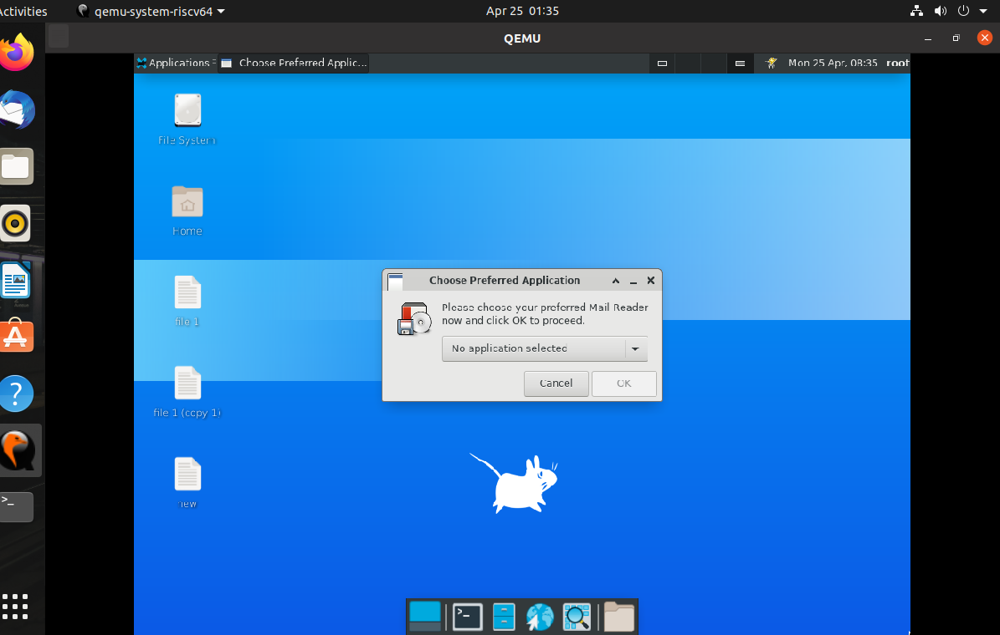 Activities
qemu-system-riscv64
Apr 25 01:35
QEMU
Applications
Choose Preferred Applic...
Mon 25 Apr, 08:35
root
File System
Home
file 1
file 1 (copy 1)
new
Choose Preferred Application
Please choose your preferred Mail Reader
now and click OK to proceed.
No application selected
Cancel
OK